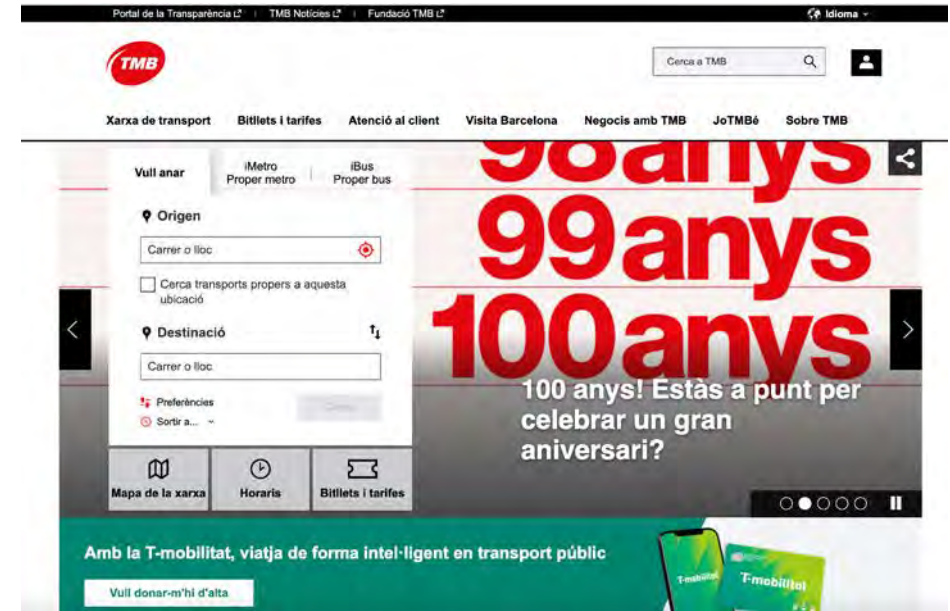 Portal de la Transparència
TMB Notícies
Fundació TMB
Idioma
TMB
Cerca a TMB
Xarxa de transport
Bitllets i tarifes
Atenció al client
Visita Barcelona
Negocis amb TMB
JoTMBé
Sobre TMB
98anys
99anys
100anys
Vull anar
iMetro
Proper metro
iBus
Proper bus
Origen
Carrer o lloc
Cerca transports propers a aquesta
ubicació
Destinació
Carrer o lloc
Preferències
Sortir a...
100 anys! Estàs a punt per
celebrar un gran
aniversari?
Mapa de la xarxa
Horaris
Bitllets i tarifes
Amb la T-mobilitat, viatja de forma intel·ligent en transport públic
Vull donar-m'hi d'alta
T-mobilitat
T-mobilitat